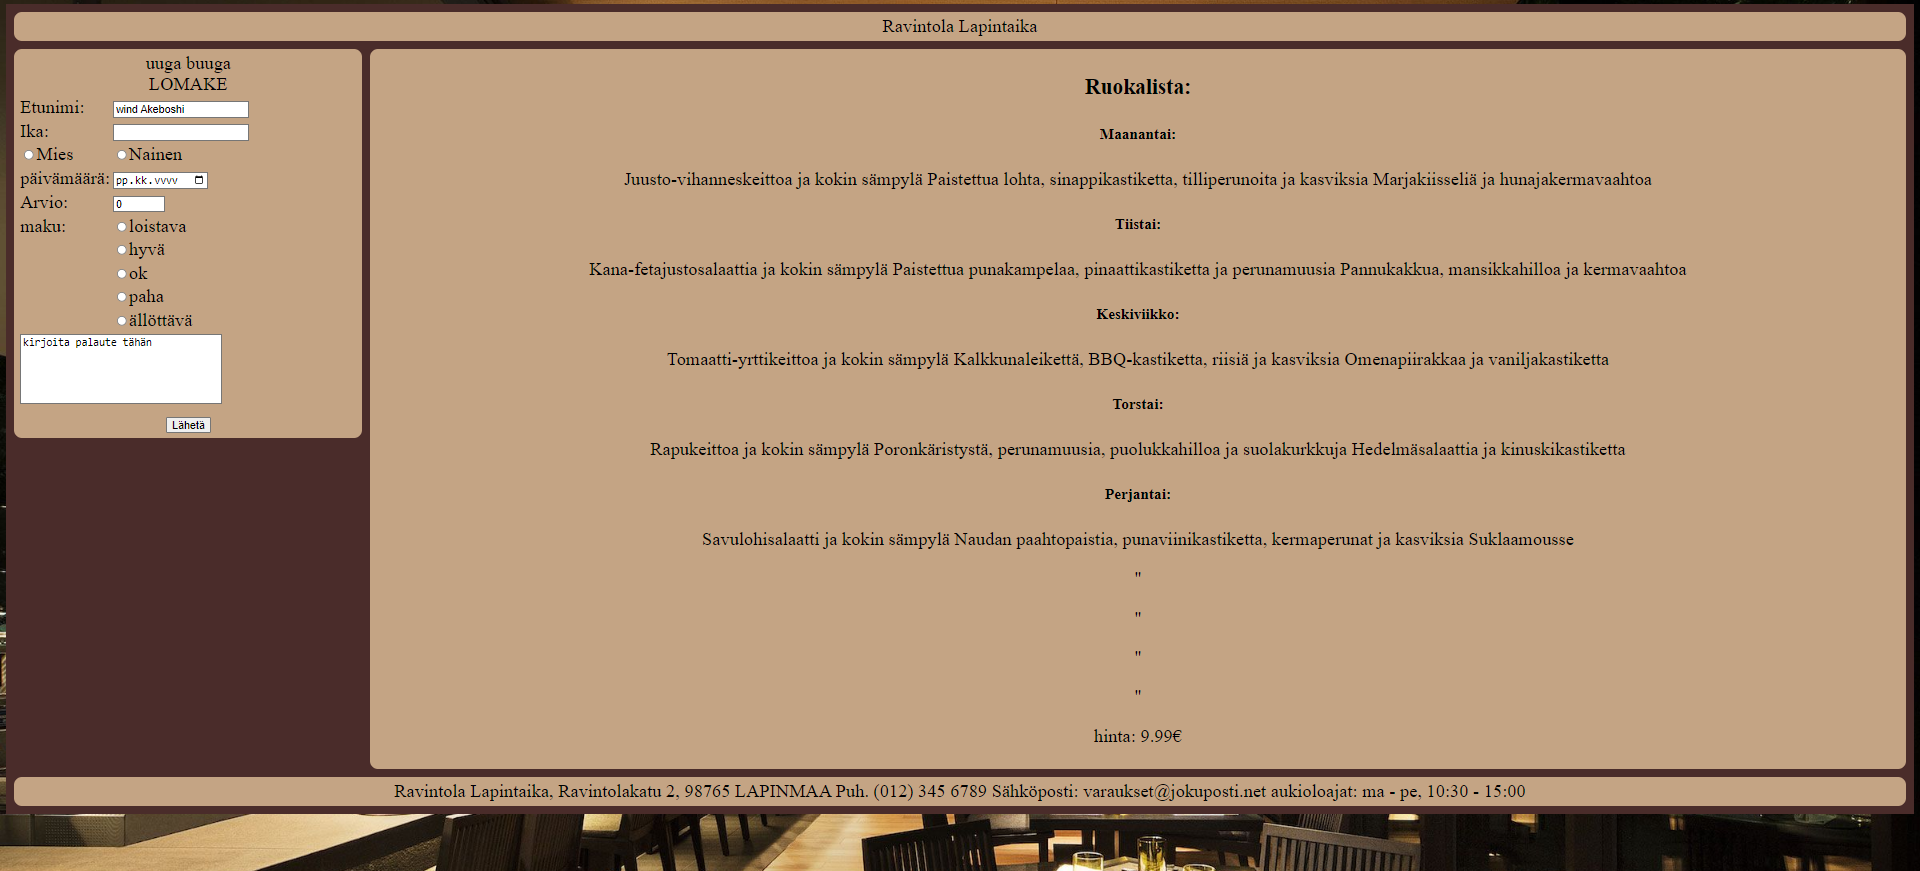 Ravintola Lapintaika
uuga buuga
LOMAKE
Etunimi: wind Akeboshi
Ika:
Mies Nainen
päivämäärä: pp.kk.vvvv
Arvio: 0
maku: loistava
hyvä
ok
paha
ällöttävä
kirjoita palaute tähän
Lähetä
Ruokalista:
Maanantai:
Juusto-vihanneskeittoa ja kokin sämpylä Paistettua lohta, sinappikastiketta, tilliperunoita ja kasviksia Marjakiisseliä ja hunajakermavaahtoa
Tiistai:
Kana-fetajustosalaattia ja kokin sämpylä Paistettua punakampelaa, pinaattikastiketta ja perunamuusia Pannukakkua, mansikkahilloa ja kermavaahtoa
Keskiviikko:
Tomaatti-yrttikeittoa ja kokin sämpylä Kalkkunaleikettä, BBQ-kastiketta, riisiä ja kasviksia Omenapiirakkaa ja vaniljakastiketta
Torstai:
Rapukeittoa ja kokin sämpylä Poronkäristystä, perunamuusia, puolukkahilloa ja suolakurkkuja Hedelmäsalaattia ja kinuskikastiketta
Perjantai:
Savulohisalaatti ja kokin sämpylä Naudan paahtopaistia, punaviinikastiketta, kermaperunat ja kasviksia Suklaamousse
"
"
"
"
hinta: 9.99€
Ravintola Lapintaika, Ravintolakatu 2, 98765 LAPINMAA Puh. (012) 345 6789 Sähköposti: varaukset@jokuposti.net aukioloajat: ma - pe, 10:30 - 15:00